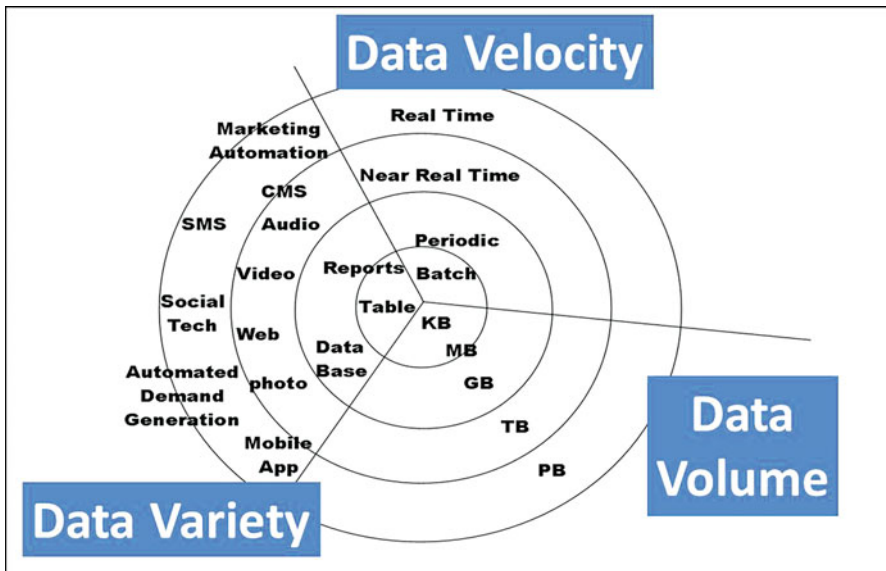 Data Velocity
Real Time
Marketing
Automation
Near Real Time
CMS
SMS
Audio
Periodic
Reports
Batch
Video
Social
Tech
Table
KB
Web
Data
Base
MB
Automated
Demand
Generation
photo
GB
TB
Mobile
App
PB
Data
Volume
Data Variety